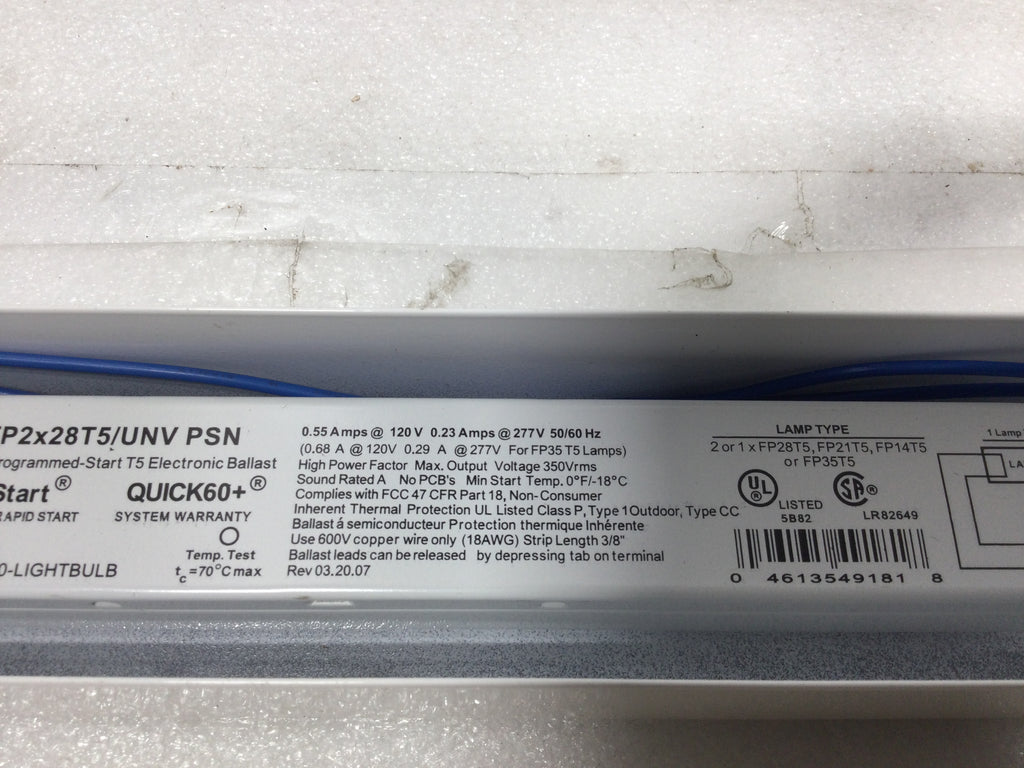 P2x28T5/UNV PSN
rogrammed-Start T5 Electronic Ballast
Start® QUICK60+®
RAPID START SYSTEM WARRANTY
Temp. Test
0-LIGHTBULB tc=70°C max
0.55 Amps @ 120 V 0.23 Amps @ 277V 50/60 Hz
(0.68 A @ 120V 0.29 A @ 277V For FP35 T5 Lamps)
High Power Factor Max. Output Voltage 350Vrms
Sound Rated A No PCB's Min Start Temp. 0°F/-18°C
Complies with FCC 47 CFR Part 18, Non-Consumer
Inherent Thermal Protection UL Listed Class P, Type 1 Outdoor, Type CC
Ballast á semiconducteur Protection thermique Inhérente
Use 600V copper wire only (18AWG) Strip Length 3/8"
Ballast leads can be released by depressing tab on terminal
Rev 03.20.07
LAMP TYPE
2 or 1 x FP28T5, FP21T5, FP14T5
or FP35T5
UL® LISTED SA®
5B82 LR82649
0 4613549181 8
1 Lamp
LA